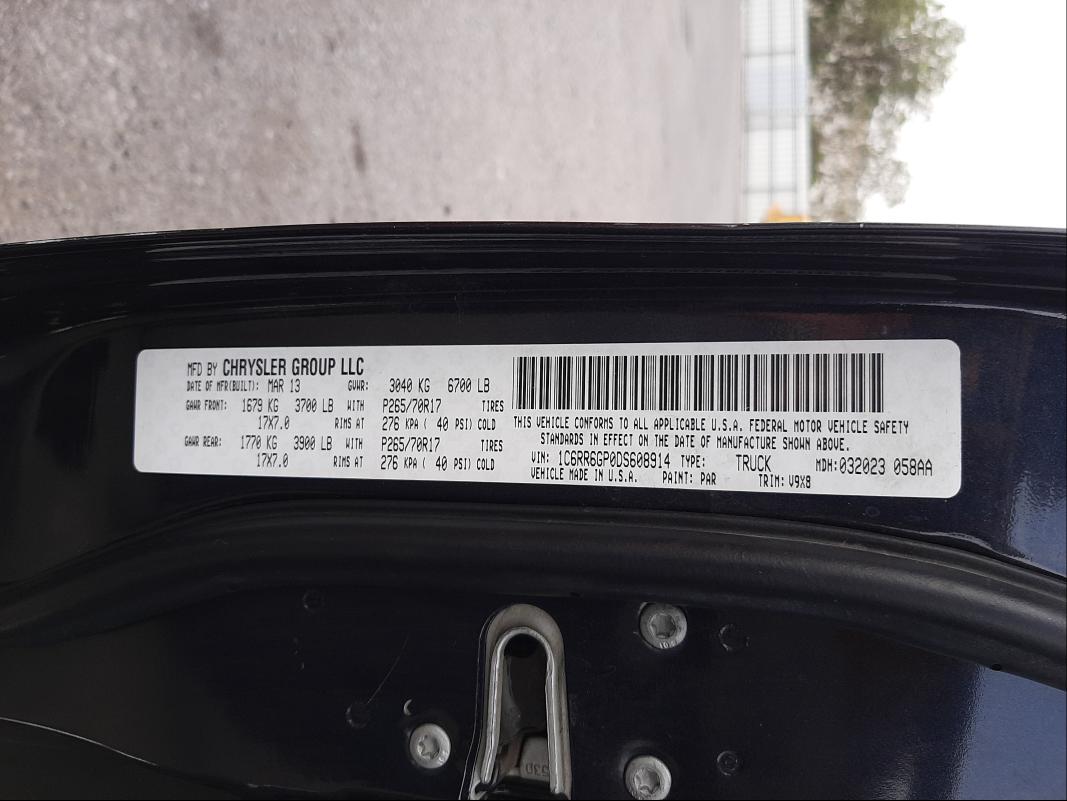 MFD BY CHRYSLER GROUP LLC
DATE OF MFR(BUILT): MAR 13 GVWR: 3040 KG 6700 LB
GAWR FRONT: 1679 KG 3700 LB WITH P265/70R17 TIRES
17X7.0 RIMS AT 276 KPA ( 40 PSI) COLD
GAWR REAR: 1770 KG 3900 LB WITH P265/70R17 TIRES
17X7.0 RIMS AT 276 KPA ( 40 PSI) COLD
THIS VEHICLE CONFORMS TO ALL APPLICABLE U.S.A. FEDERAL MOTOR VEHICLE SAFETY
STANDARDS IN EFFECT ON THE DATE OF MANUFACTURE SHOWN ABOVE.
VIN: 1C6RR6GP0DS608914 TYPE: TRUCK MDH:032023 058AA
VEHICLE MADE IN U.S.A. PAINT: PAR TRIM: V9X8